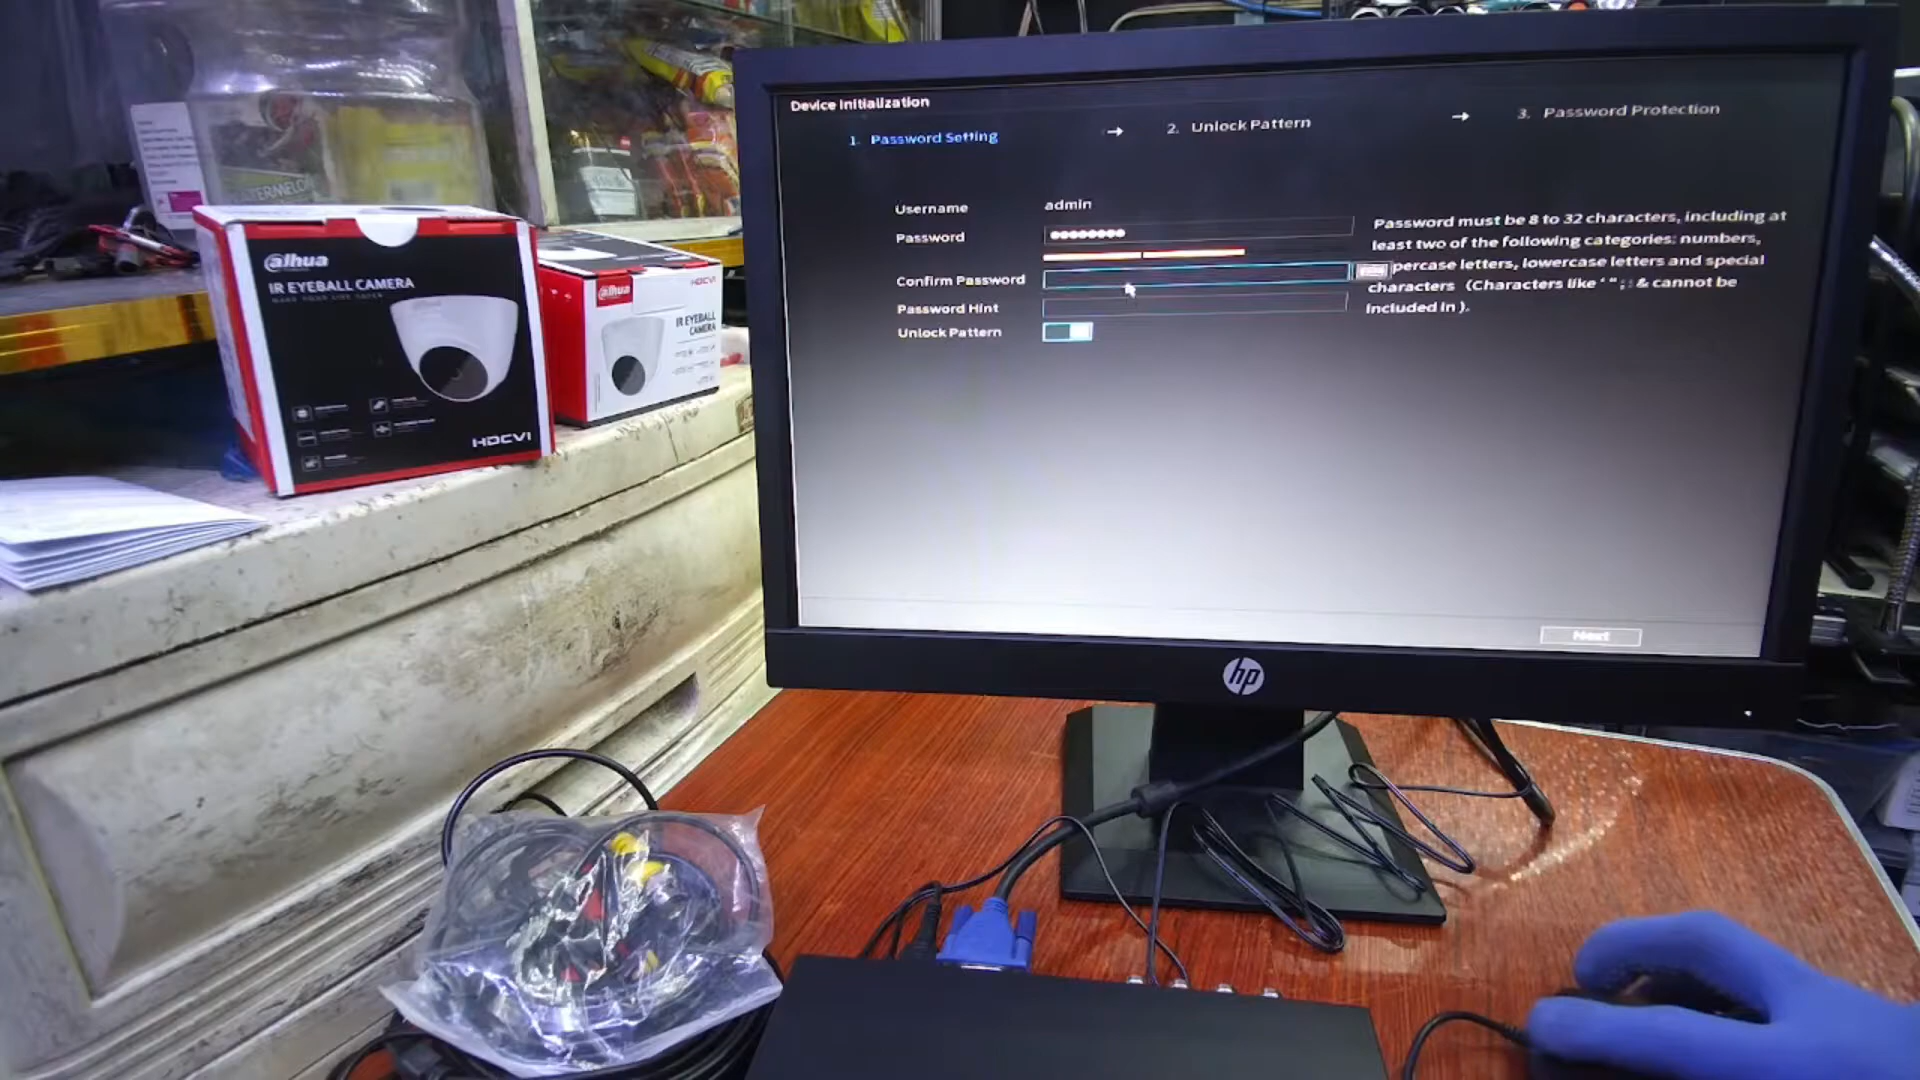 Device Initialization
1. Password Setting → 2. Unlock Pattern → 3. Password Protection
Username admin
Password ●●●●●●●●
Confirm Password
Password Hint
Unlock Pattern
Password must be 8 to 32 characters, including at
least two of the following categories: numbers,
percase letters, lowercase letters and special
characters (Characters like ' " ; : & cannot be
included in ).
Next
hp
alhua
IR EYEBALL CAMERA
HDCVI
alhua
HDCVI
IR EYEBALL
CAMERA
TERMELON